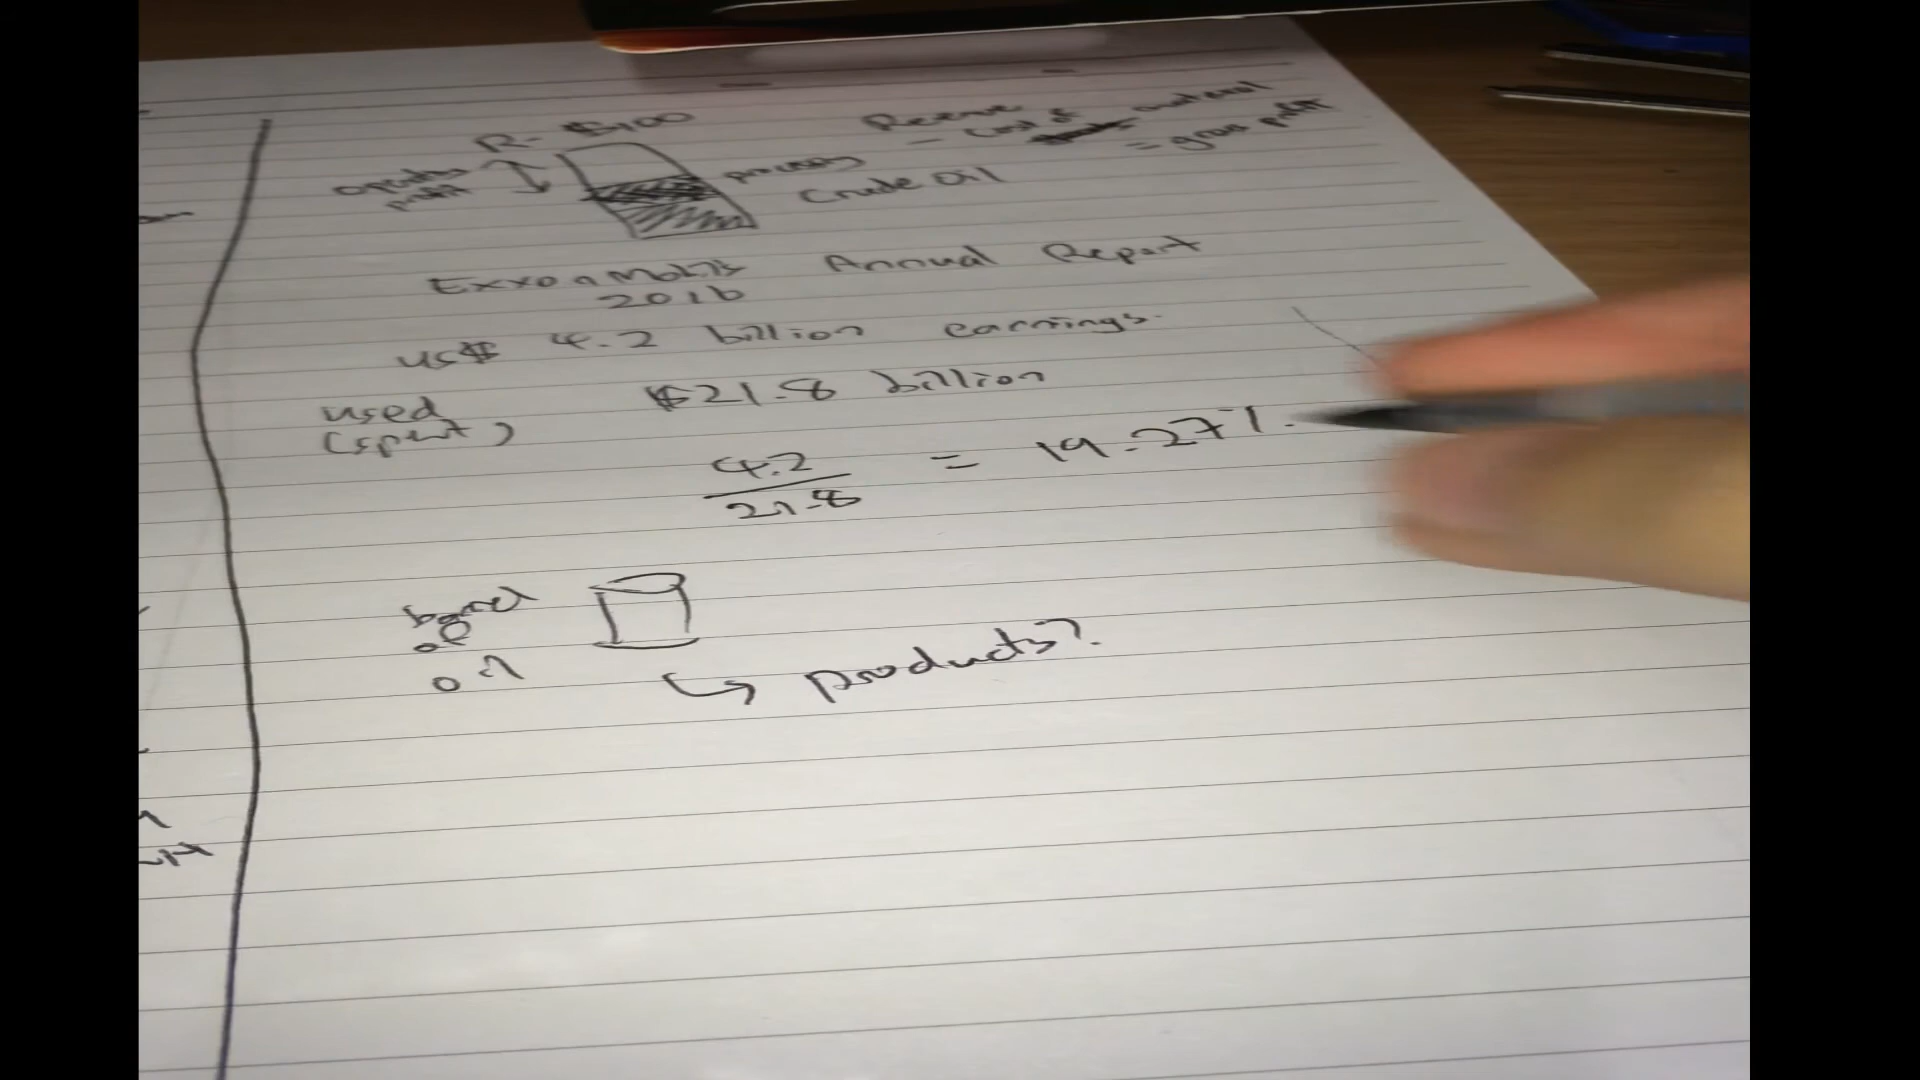 R- $100
Revenue
- cost of material
= gross profit
operating
profit
process
Crude Oil
ExxonMobil's Annual Report
2016
US$ 4.2 billion earnings.
used $21.8 billion
(spent)
4.2
21.8
= 19.27%.
barrel
of
oil
↳ products?